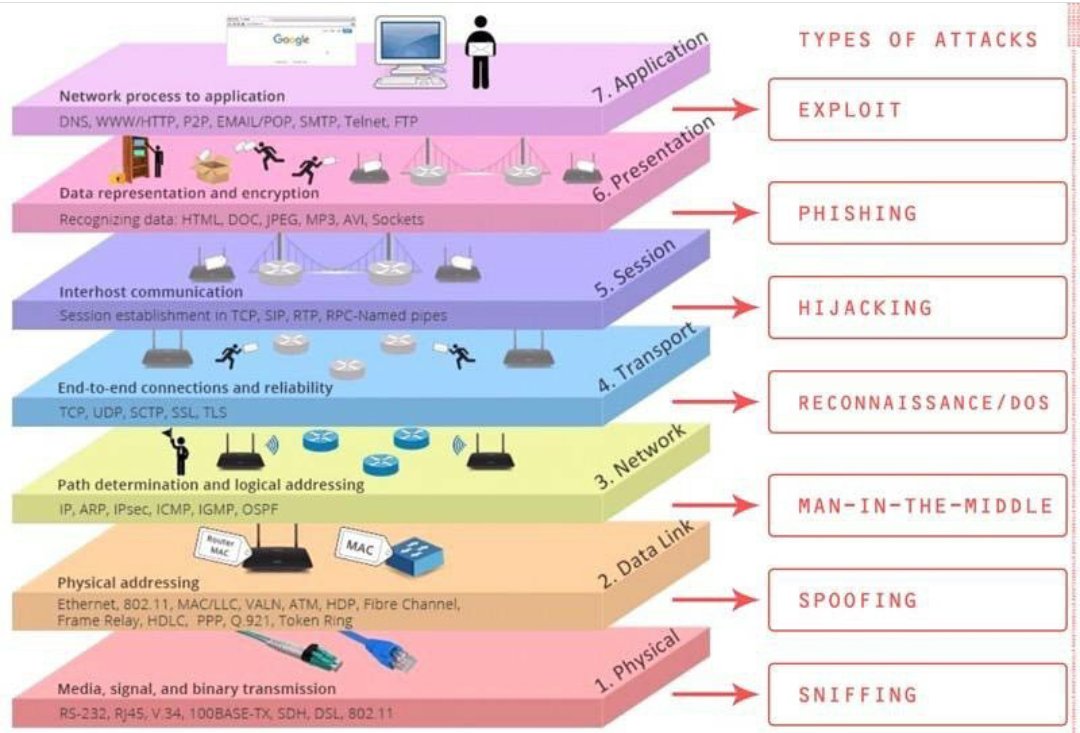 TYPES OF ATTACKS
Google
7. Application
Network process to application
DNS, WWW/HTTP, P2P, EMAIL/POP, SMTP, Telnet, FTP
EXPLOIT
6. Presentation
Data representation and encryption
Recognizing data: HTML, DOC, JPEG, MP3, AVI, Sockets
PHISHING
5. Session
Interhost communication
Session establishment in TCP, SIP, RTP, RPC-Named pipes
HIJACKING
4. Transport
End-to-end connections and reliability
TCP, UDP, SCTP, SSL, TLS
RECONNAISSANCE/DOS
3. Network
Path determination and logical addressing
IP, ARP, IPsec, ICMP, IGMP, OSPF
MAN-IN-THE-MIDDLE
Router
MAC
MAC
2. Data Link
Physical addressing
Ethernet, 802.11, MAC/LLC, VALN, ATM, HDP, Fibre Channel,
Frame Relay, HDLC, PPP, Q.921, Token Ring
SPOOFING
1. Physical
Media, signal, and binary transmission
RS-232, RJ45, V.34, 100BASE-TX, SDH, DSL, 802.11
SNIFFING